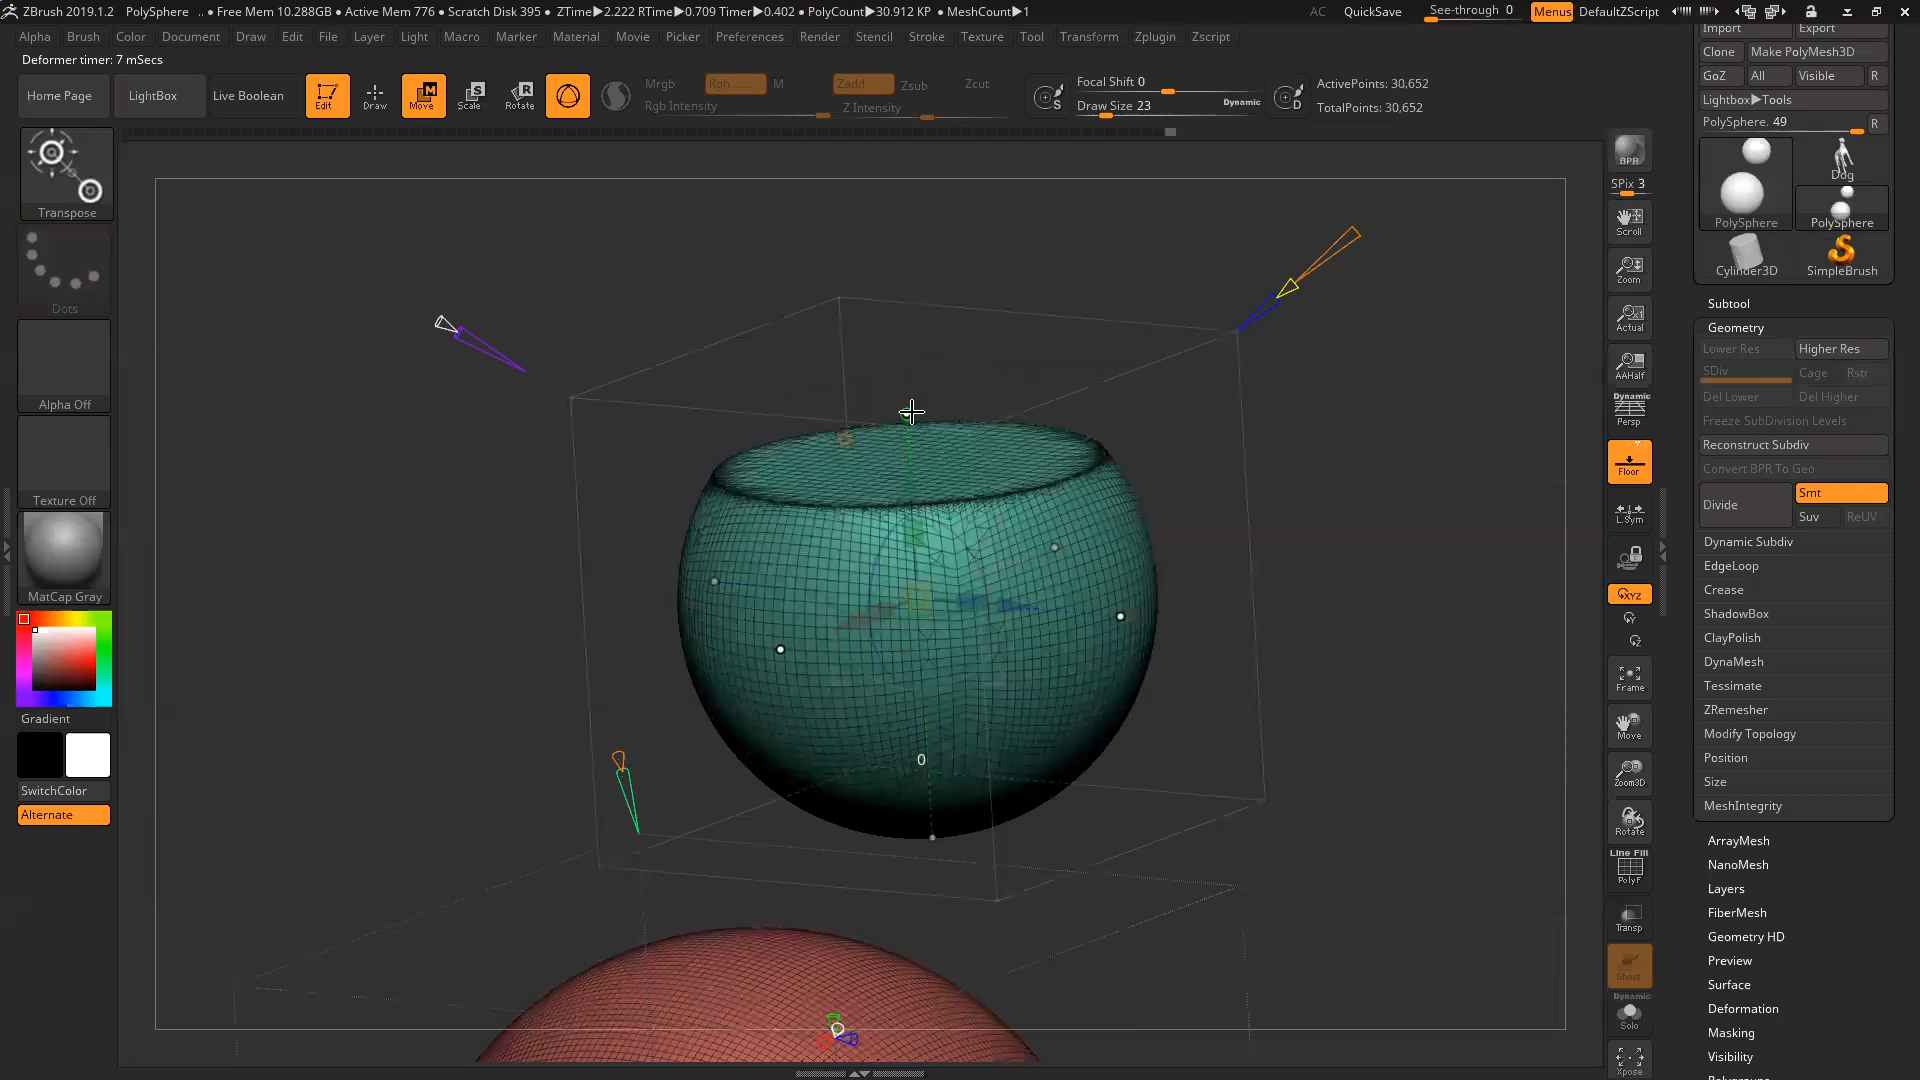 ZBrush 2019.1.2 PolySphere .. ● Free Mem 10.288GB ● Active Mem 776 ● Scratch Disk 395 ● ZTime▶2.222 RTime▶0.709 Timer▶0.402 ● PolyCount▶30.912 KP ● MeshCount▶1 AC QuickSave See-through 0 Menus DefaultZScript
Alpha Brush Color Document Draw Edit File Layer Light Macro Marker Material Movie Picker Preferences Render Stencil Stroke Texture Tool Transform Zplugin Zscript
Deformer timer: 7 mSecs
Home Page LightBox Live Boolean Edit Draw Move Scale Rotate
Mrgb Rgb M Zadd Zsub Zcut
Rgb Intensity Z Intensity
S Focal Shift 0
Draw Size 23 Dynamic
D ActivePoints: 30,652
TotalPoints: 30,652
Transpose
Dots
Alpha Off
Texture Off
MatCap Gray
Gradient
SwitchColor
Alternate
0
BPR
SPix 3
Scroll
Zoom
Actual
AAHalf
Dynamic
Persp
Floor
L.Sym
XYZ
Y
Z
Frame
Move
Zoom3D
Rotate
Line Fill
PolyF
Transp
Ghost
Dynamic
Solo
Xpose
Import Export
Clone Make PolyMesh3D
GoZ All Visible R
Lightbox▶Tools
PolySphere. 49 R
PolySphere Dog
PolySphere
Cylinder3D SimpleBrush
Subtool
Geometry
Lower Res Higher Res
SDiv Cage Rstr
Del Lower Del Higher
Freeze SubDivision Levels
Reconstruct Subdiv
Convert BPR To Geo
Divide Smt
Suv ReUV
Dynamic Subdiv
EdgeLoop
Crease
ShadowBox
ClayPolish
DynaMesh
Tessimate
ZRemesher
Modify Topology
Position
Size
MeshIntegrity
ArrayMesh
NanoMesh
Layers
FiberMesh
Geometry HD
Preview
Surface
Deformation
Masking
Visibility